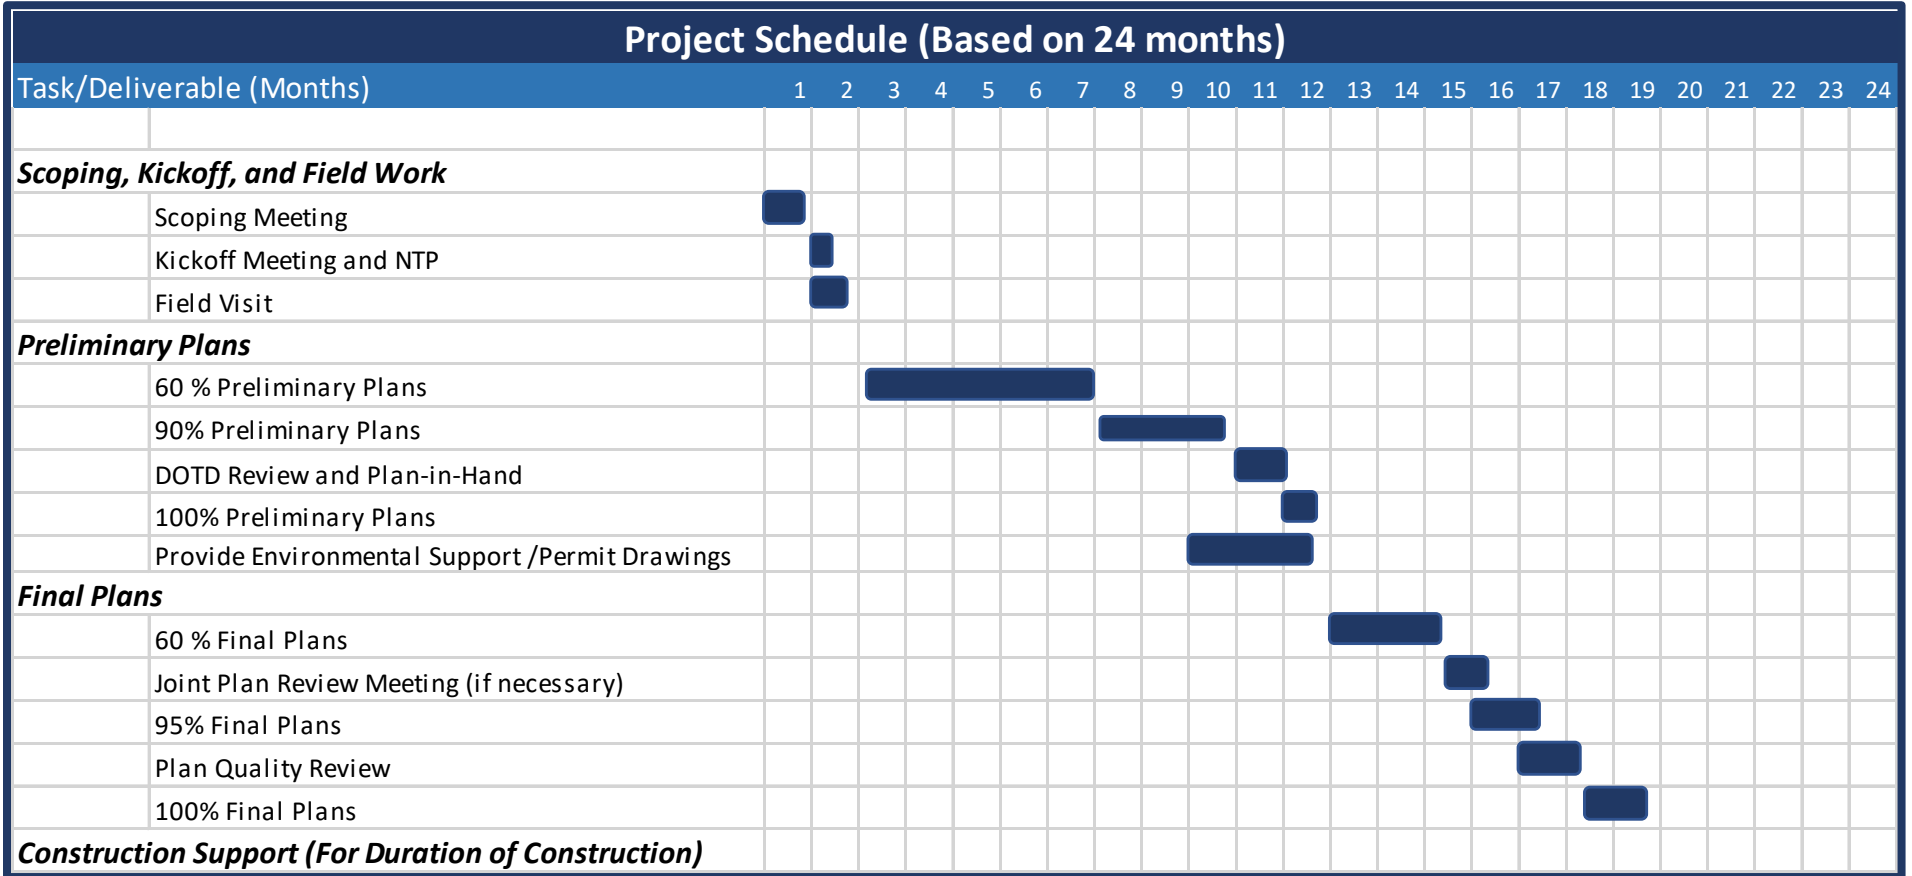 Project Schedule (Based on 24 months)
Task/Deliverable (Months) 1 2 3 4 5 6 7 8 9 10 11 12 13 14 15 16 17 18 19 20 21 22 23 24
Scoping, Kickoff, and Field Work
Scoping Meeting
Kickoff Meeting and NTP
Field Visit
Preliminary Plans
60 % Preliminary Plans
90% Preliminary Plans
DOTD Review and Plan-in-Hand
100% Preliminary Plans
Provide Environmental Support /Permit Drawings
Final Plans
60 % Final Plans
Joint Plan Review Meeting (if necessary)
95% Final Plans
Plan Quality Review
100% Final Plans
Construction Support (For Duration of Construction)